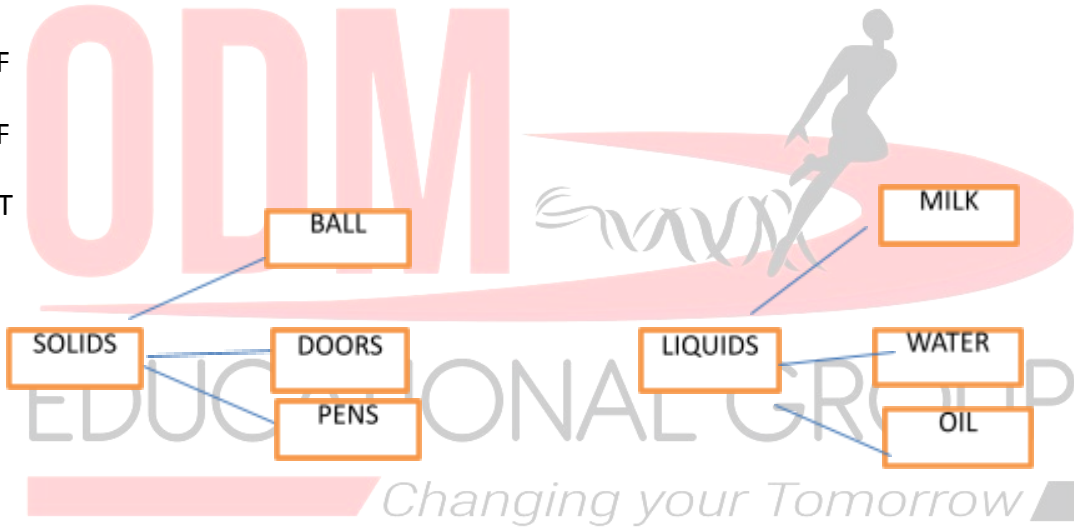 ODM
F
F
T
BALL
MILK
SOLIDS
DOORS
LIQUIDS
WATER
PENS
OIL
EDUCATIONAL GROUP
Changing your Tomorrow